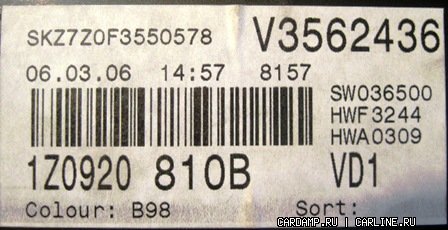 SKZ7Z0F3550578 V3562436
06.03.06 14:57 8157
SW036500
HWF3244
HWA0309
1Z0920 810B VD1
Colour: B98 Sort:
CARDAMP.RU | CARLINE.RU